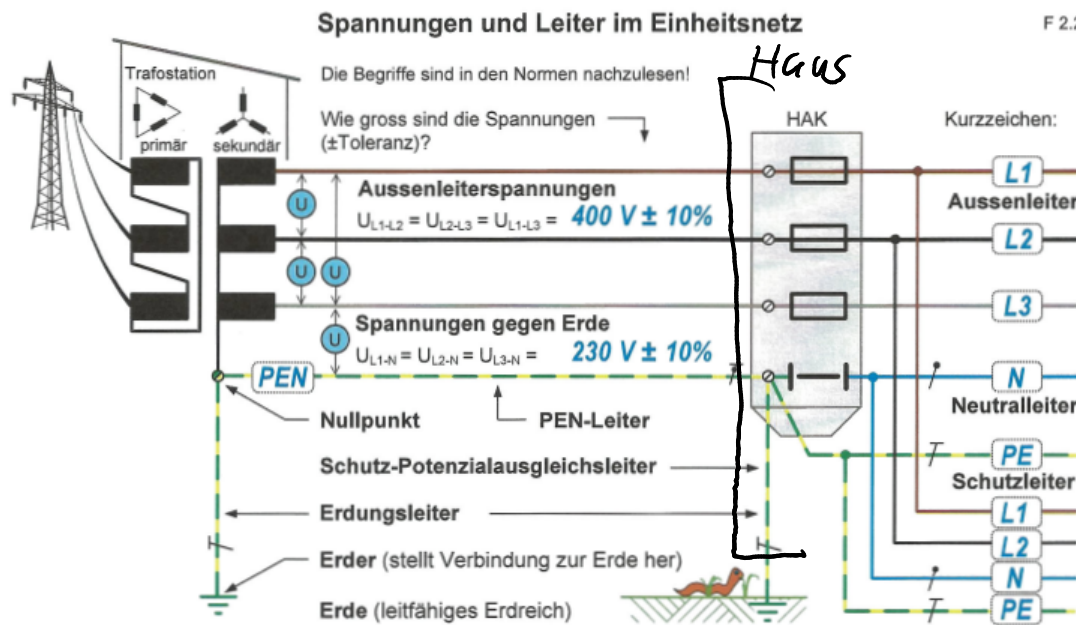 Spannungen und Leiter im Einheitsnetz
F 2.2
Haus
Trafostation
Die Begriffe sind in den Normen nachzulesen!
Wie gross sind die Spannungen
(±Toleranz)?
HAK
Kurzzeichen:
primär
sekundär
L1
Aussenleiter
U
Aussenleiterspannungen
UL1-L2 = UL2-L3 = UL1-L3 = 400 V ± 10%
L2
U
U
L3
U
Spannungen gegen Erde
UL1-N = UL2-N = UL3-N = 230 V ± 10%
PEN
N
Neutralleiter
Nullpunkt
PEN-Leiter
PE
Schutzleiter
Schutz-Potenzialausgleichsleiter
L1
Erdungsleiter
L2
Erder (stellt Verbindung zur Erde her)
N
Erde (leitfähiges Erdreich)
PE